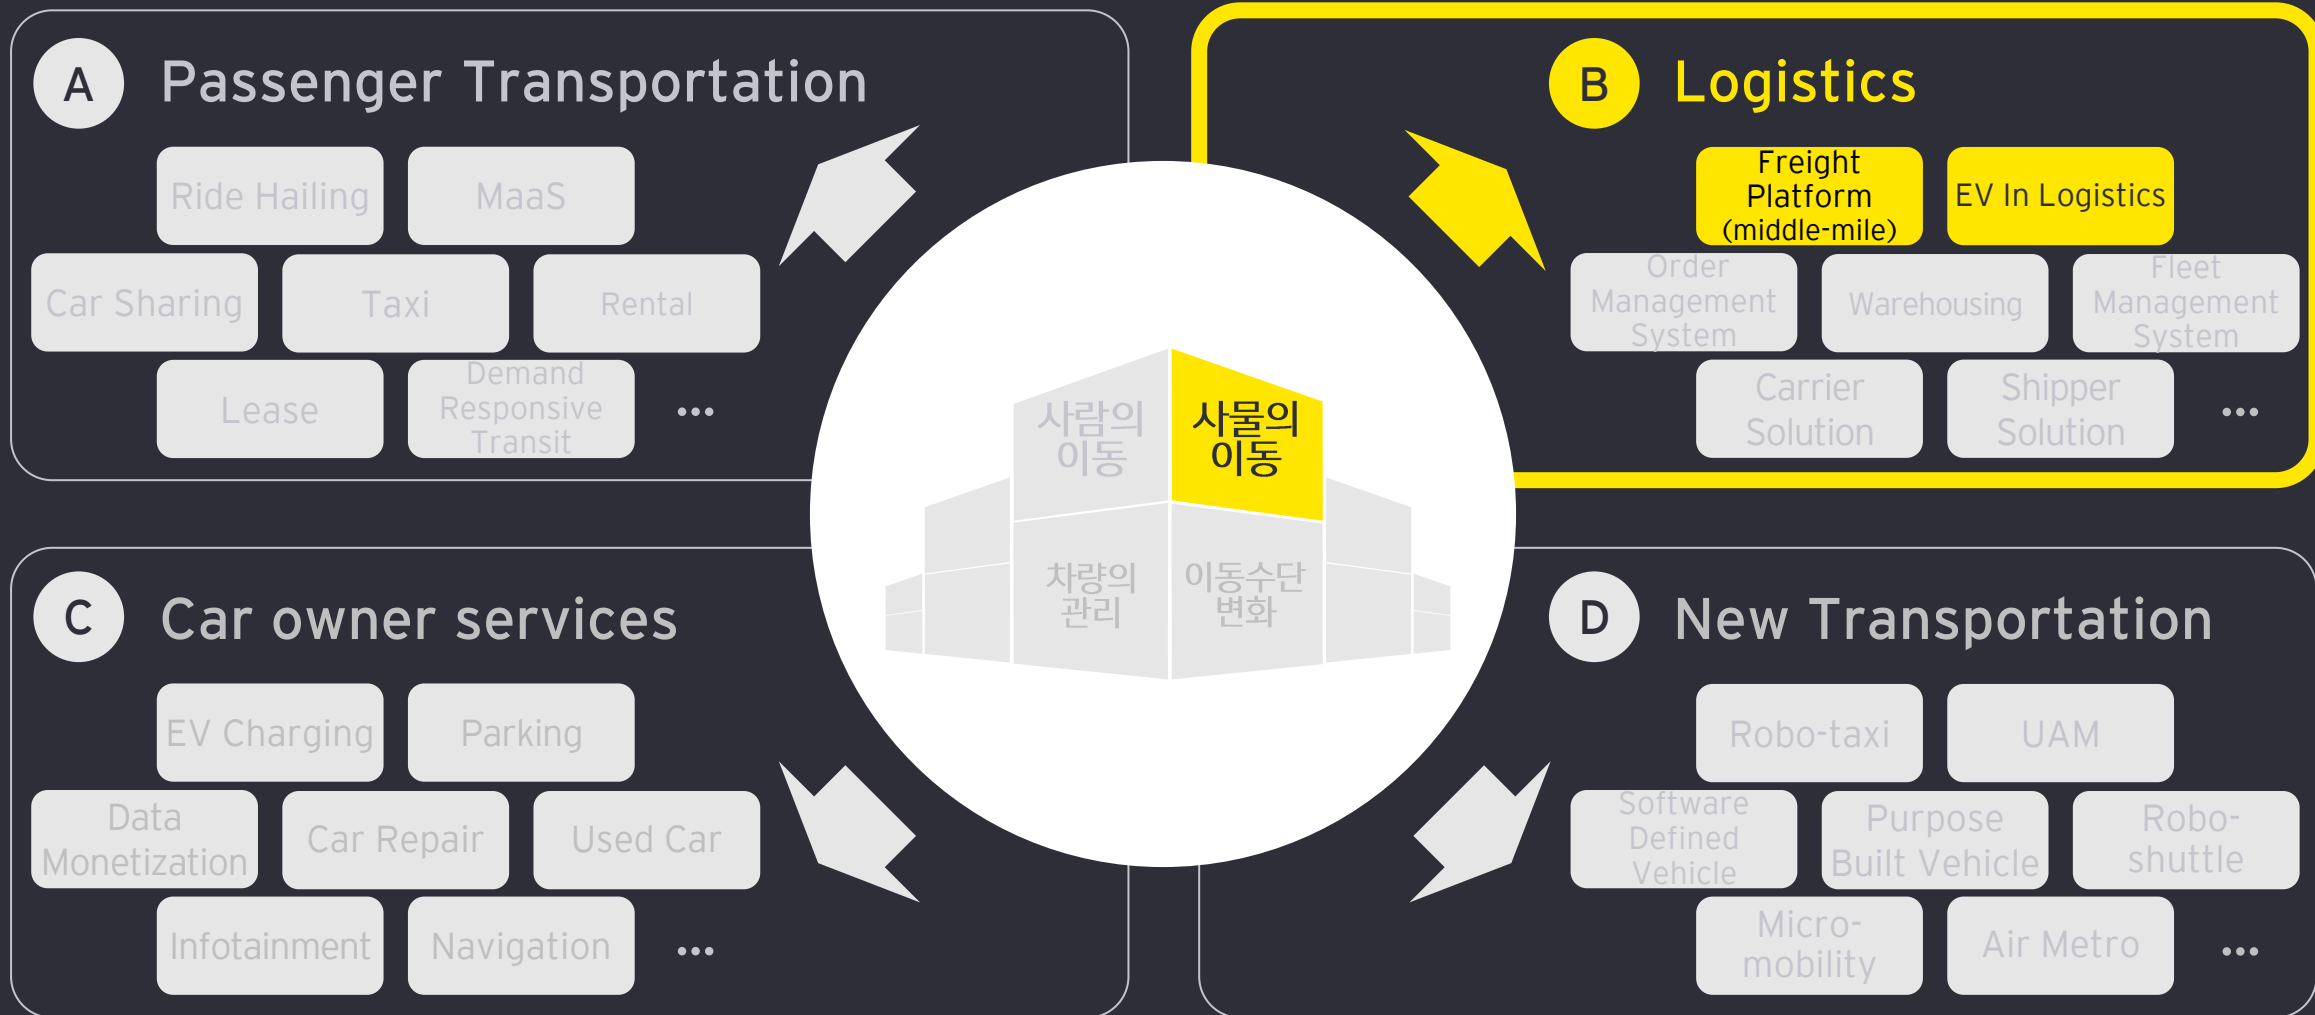 A
Passenger Transportation
Ride Hailing
MaaS
Car Sharing
Taxi
Rental
Lease
Demand
Responsive
Transit
...
B
Logistics
Freight
Platform
(middle-mile)
EV In Logistics
Order
Management
System
Warehousing
Fleet
Management
System
Carrier
Solution
Shipper
Solution
...
사람의
이동
사물의
이동
차량의
관리
이동수단
변화
C
Car owner services
EV Charging
Parking
Data
Monetization
Car Repair
Used Car
Infotainment
Navigation
...
D
New Transportation
Robo-taxi
UAM
Software
Defined
Vehicle
Purpose
Built Vehicle
Robo-
shuttle
Micro-
mobility
Air Metro
...